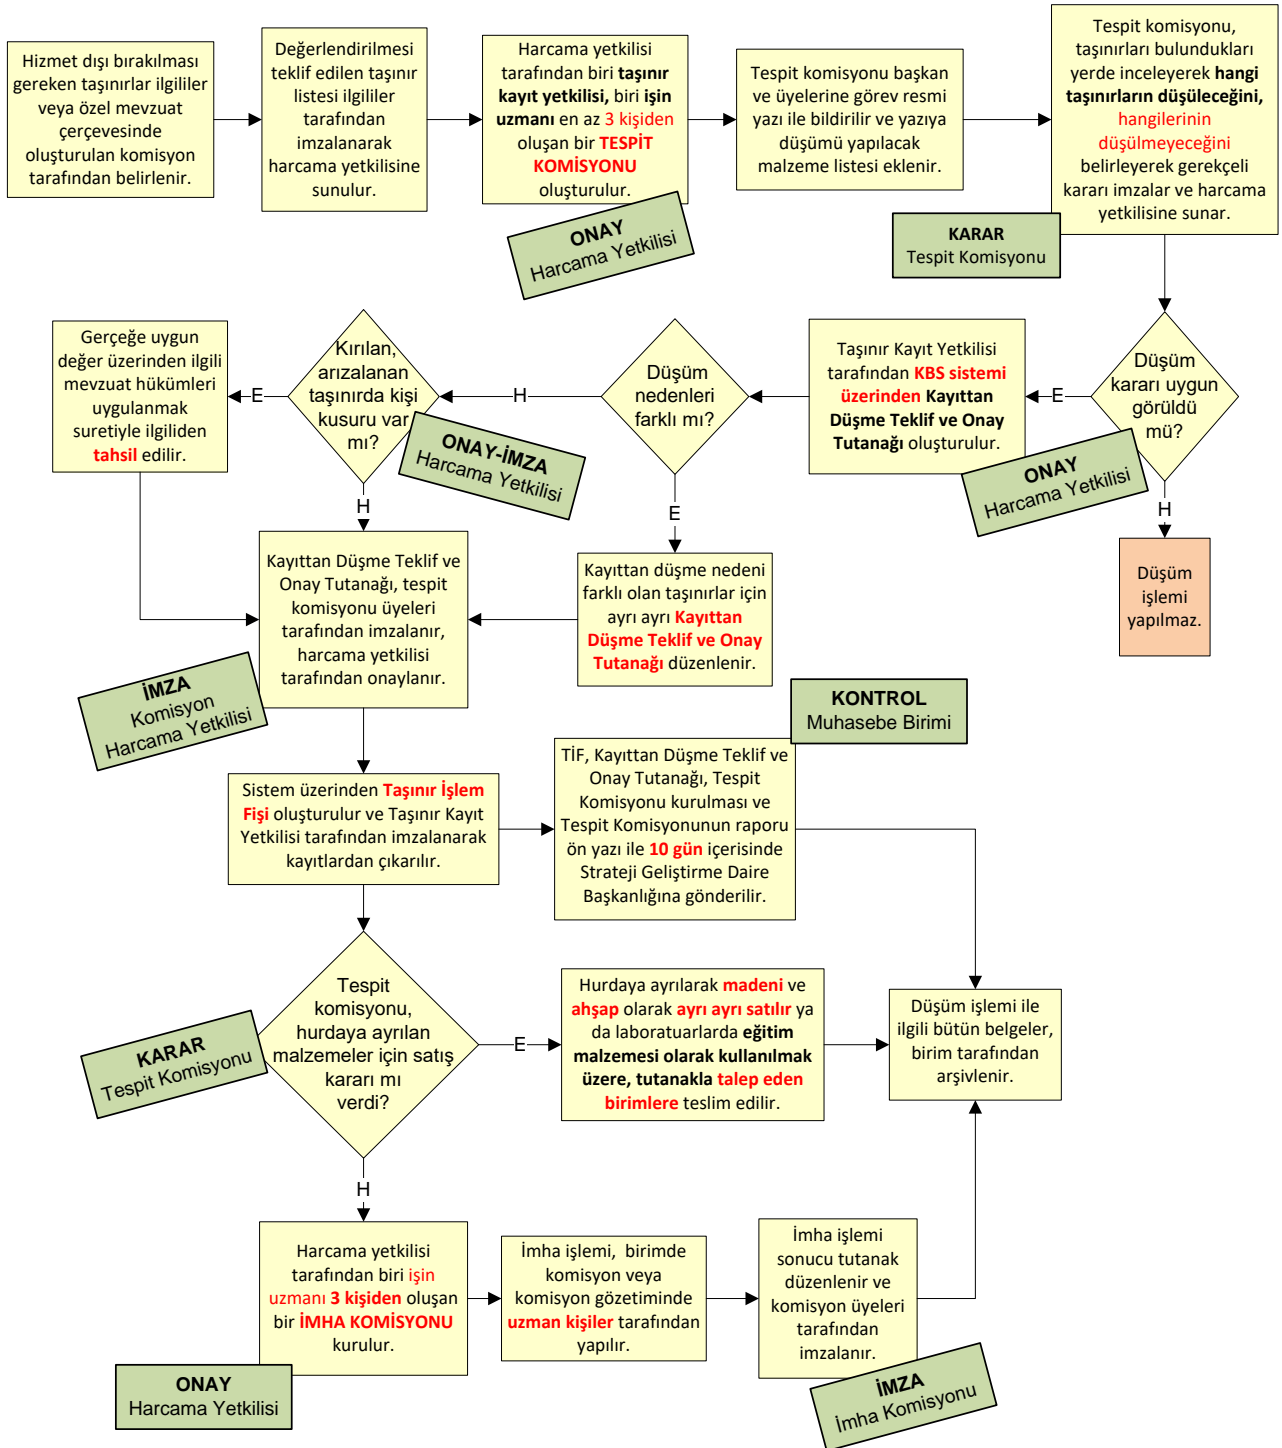 Hizmet dışı bırakılması
gereken taşınırlar ilgililer
veya özel mevzuat
çerçevesinde
oluşturulan komisyon
tarafından belirlenir.
Değerlendirilmesi
teklif edilen taşınır
listesi ilgililer
tarafından
imzalanarak
harcama yetkilisine
sunulur.
Harcama yetkilisi
tarafından biri taşınır
kayıt yetkilisi, biri işin
uzmanı en az 3 kişiden
oluşan bir TESPİT
KOMİSYONU
oluşturulur.
ONAY
Harcama Yetkilisi
Tespit komisyonu başkan
ve üyelerine görev resmi
yazı ile bildirilir ve yazıya
düşümü yapılacak
malzeme listesi eklenir.
Tespit komisyonu,
taşınırları bulundukları
yerde inceleyerek hangi
taşınırların düşüleceğini,
hangilerinin
düşülmeyeceğini
belirleyerek gerekçeli
kararı imzalar ve harcama
yetkilisine sunar.
KARAR
Tespit Komisyonu
Düşüm
kararı uygun
görüldü
mü?
ONAY
Harcama Yetkilisi
E
H
Düşüm
işlemi
yapılmaz.
Taşınır Kayıt Yetkilisi
tarafından KBS sistemi
üzerinden Kayıttan
Düşme Teklif ve Onay
Tutanağı oluşturulur.
Düşüm
nedenleri
farklı mı?
H
E
Kayıttan düşme nedeni
farklı olan taşınırlar için
ayrı ayrı Kayıttan
Düşme Teklif ve Onay
Tutanağı düzenlenir.
Kırılan,
arızalanan
taşınırda kişi
kusuru var
mı?
ONAY-İMZA
Harcama Yetkilisi
E
H
Gerçeğe uygun
değer üzerinden ilgili
mevzuat hükümleri
uygulanmak
suretiyle ilgiliden
tahsil edilir.
Kayıttan Düşme Teklif ve
Onay Tutanağı, tespit
komisyonu üyeleri
tarafından imzalanır,
harcama yetkilisi
tarafından onaylanır.
İMZA
Komisyon
Harcama Yetkilisi
Sistem üzerinden Taşınır İşlem
Fişi oluşturulur ve Taşınır Kayıt
Yetkilisi tarafından imzalanarak
kayıtlardan çıkarılır.
KONTROL
Muhasebe Birimi
TİF, Kayıttan Düşme Teklif ve
Onay Tutanağı, Tespit
Komisyonu kurulması ve
Tespit Komisyonunun raporu
ön yazı ile 10 gün içerisinde
Strateji Geliştirme Daire
Başkanlığına gönderilir.
Tespit
komisyonu,
hurdaya ayrılan
malzemeler için satış
kararı mı
verdi?
KARAR
Tespit Komisyonu
E
H
Hurdaya ayrılarak madeni ve
ahşap olarak ayrı ayrı satılır ya
da laboratuarlarda eğitim
malzemesi olarak kullanılmak
üzere, tutanakla talep eden
birimlere teslim edilir.
Düşüm işlemi ile
ilgili bütün belgeler,
birim tarafından
arşivlenir.
Harcama yetkilisi
tarafından biri işin
uzmanı 3 kişiden oluşan
bir İMHA KOMİSYONU
kurulur.
ONAY
Harcama Yetkilisi
İmha işlemi,  birimde
komisyon veya
komisyon gözetiminde
uzman kişiler tarafından
yapılır.
İmha işlemi
sonucu tutanak
düzenlenir ve
komisyon üyeleri
tarafından
imzalanır.
İMZA
İmha Komisyonu